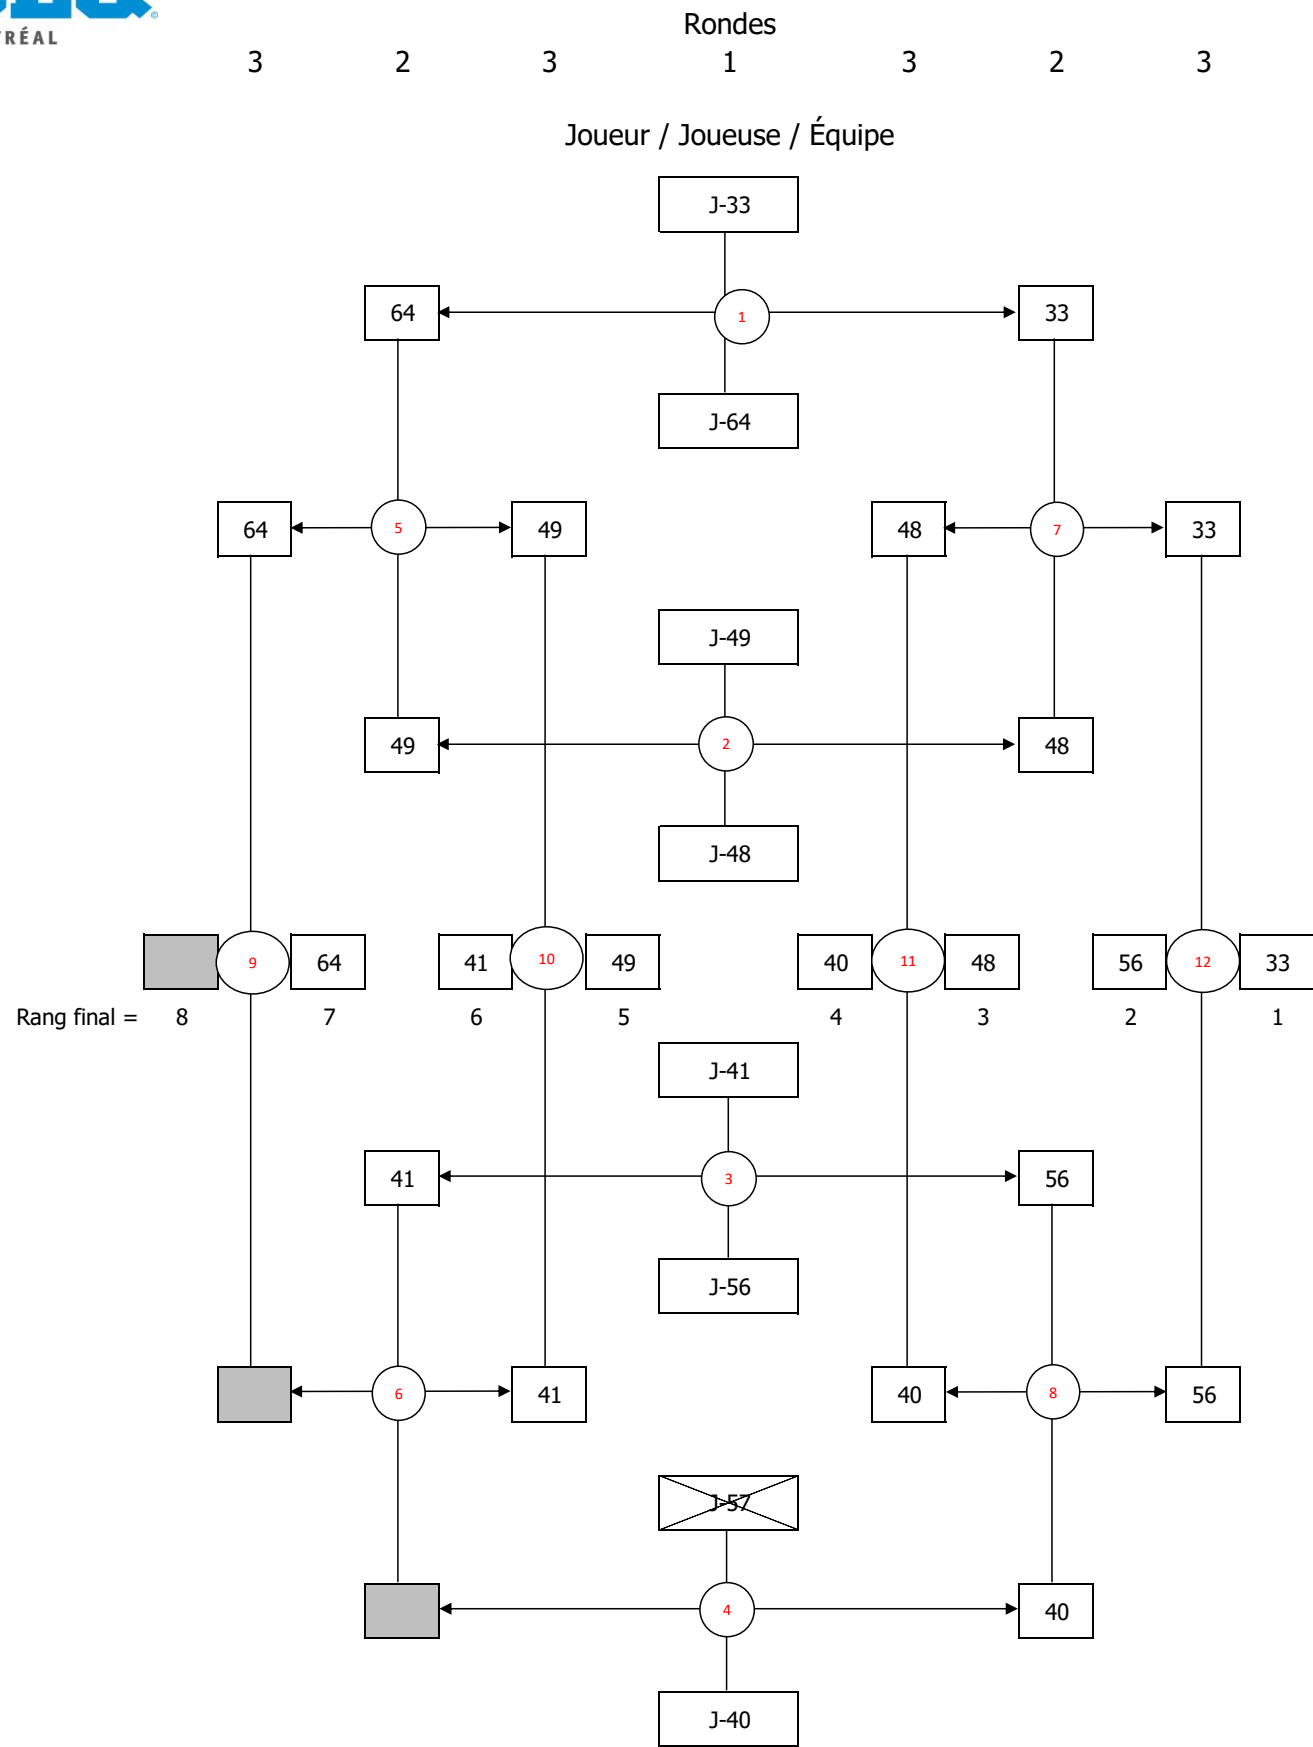 RÉAL
Rondes
3 2 3 1 3 2 3
Joueur / Joueuse / Équipe
J-33
64 1 33
J-64
64 5 49 48 7 33
J-49
49 2 48
J-48
9 64 41 10 49 40 11 48 56 12 33
Rang final = 8 7 6 5 4 3 2 1
J-41
41 3 56
J-56
6 41 40 8 56
J-57
4 40
J-40